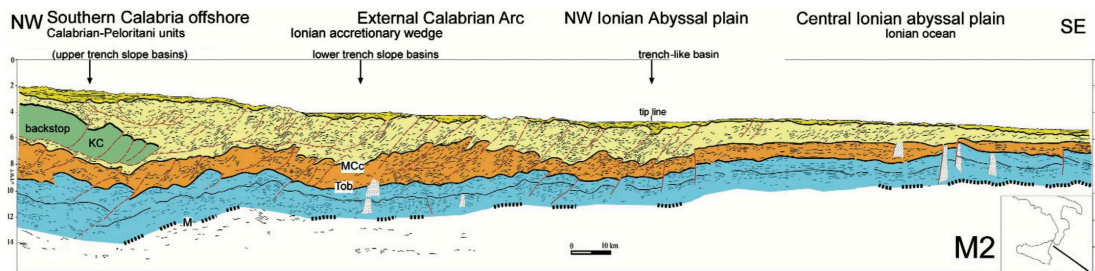 NW Southern Calabria offshore External Calabrian Arc NW Ionian Abyssal plain Central Ionian abyssal plain SE
Calabrian-Peloritani units Ionian accretionary wedge Ionian ocean
(upper trench slope basins) lower trench slope basins trench-like basin
0
2
4
tip line
backstop
6
KC
8
MCc
Tob
10
M
12
14
0 10 km
M2